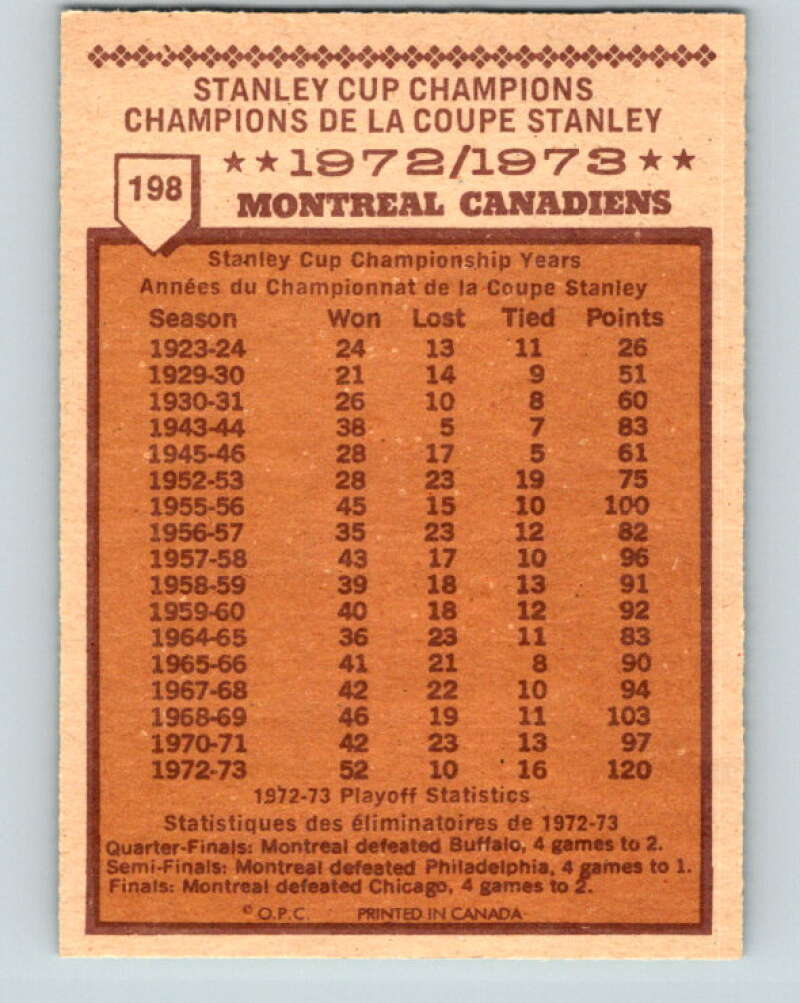 STANLEY CUP CHAMPIONS
CHAMPIONS DE LA COUPE STANLEY
★★1972/1973★★
198
MONTREAL CANADIENS
Stanley Cup Championship Years
Années du Championnat de la Coupe Stanley
Season Won Lost Tied Points
1923-24 24 13 11 26
1929-30 21 14 9 51
1930-31 26 10 8 60
1943-44 38 5 7 83
1945-46 28 17 5 61
1952-53 28 23 19 75
1955-56 45 15 10 100
1956-57 35 23 12 82
1957-58 43 17 10 96
1958-59 39 18 13 91
1959-60 40 18 12 92
1964-65 36 23 11 83
1965-66 41 21 8 90
1967-68 42 22 10 94
1968-69 46 19 11 103
1970-71 42 23 13 97
1972-73 52 10 16 120
1972-73 Playoff Statistics
Statistiques des éliminatoires de 1972-73
Quarter-Finals: Montreal defeated Buffalo, 4 games to 2.
Semi-Finals: Montreal defeated Philadelphia, 4 games to 1.
Finals: Montreal defeated Chicago, 4 games to 2.
© O.P.C. PRINTED IN CANADA